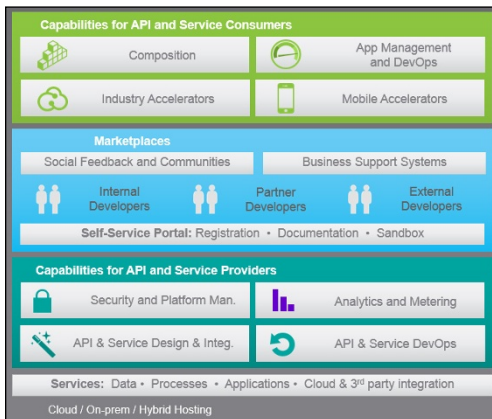 Capabilities for API and Service Consumers
Composition
App Management
and DevOps
Industry Accelerators
Mobile Accelerators
Marketplaces
Social Feedback and Communities
Business Support Systems
Internal
Developers
Partner
Developers
External
Developers
Self-Service Portal: Registration • Documentation • Sandbox
Capabilities for API and Service Providers
Security and Platform Man.
Analytics and Metering
API & Service Design & Integ.
API & Service DevOps
Services: Data • Processes • Applications • Cloud & 3rd party integration
Cloud / On-prem / Hybrid Hosting